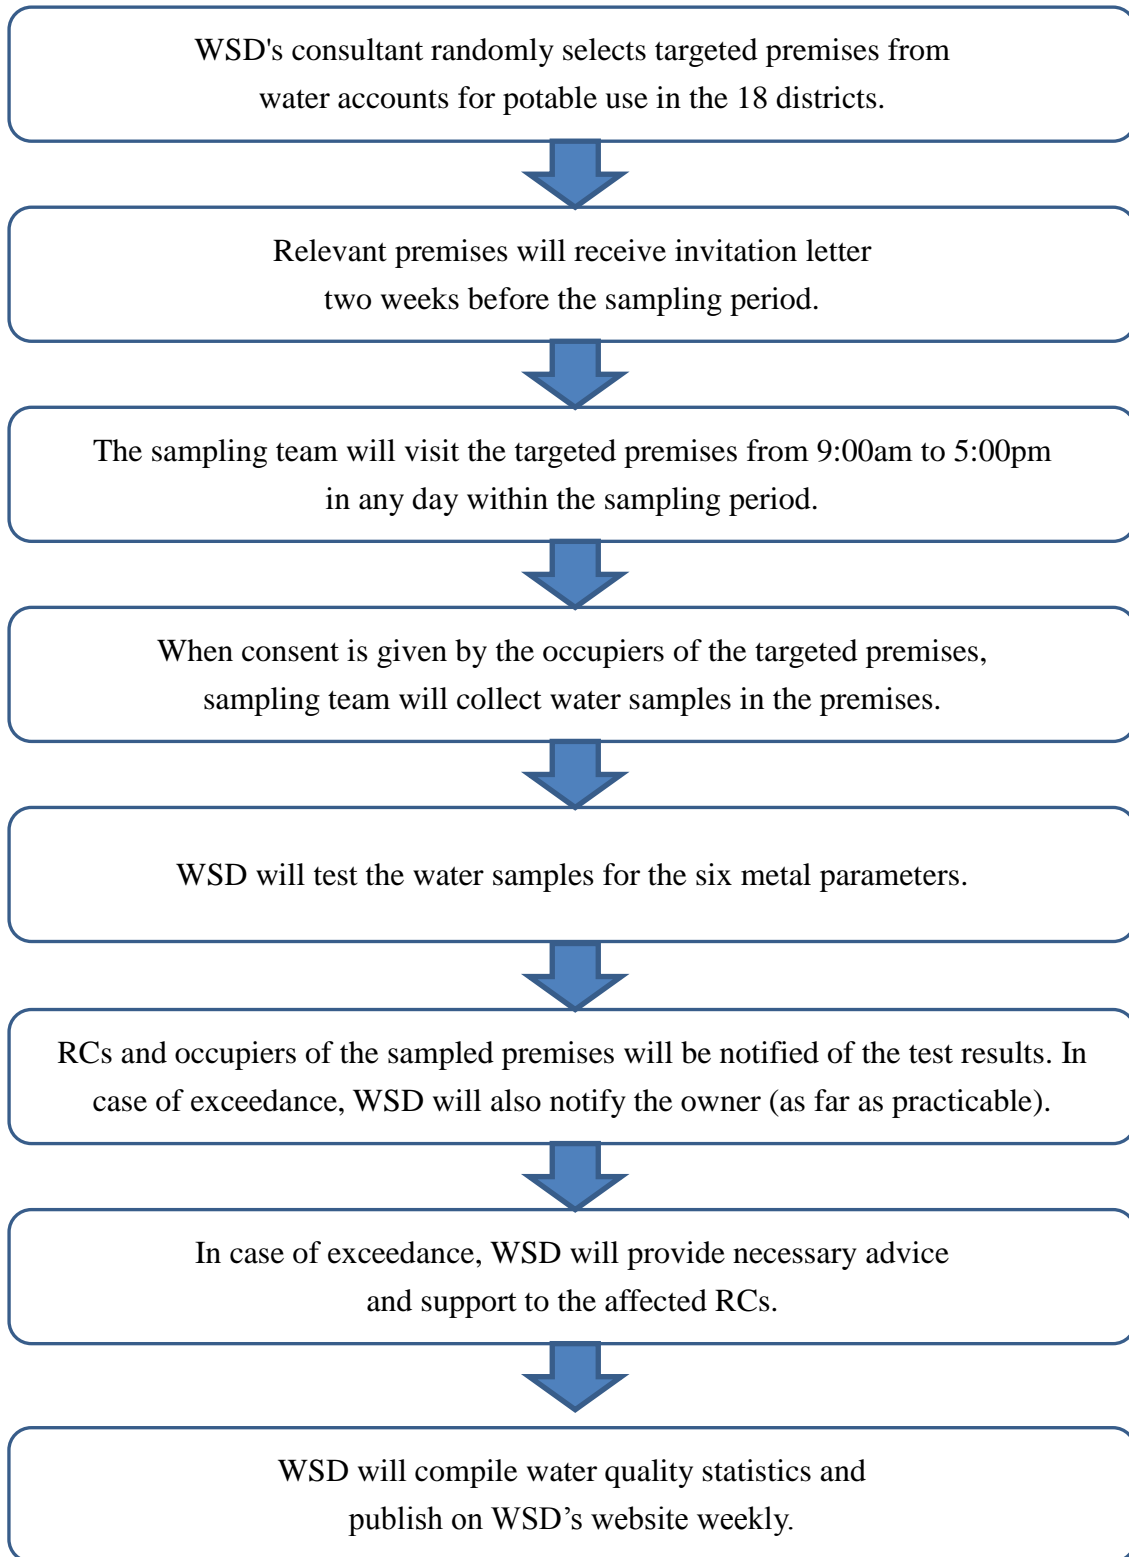 WSD's consultant randomly selects targeted premises from
water accounts for potable use in the 18 districts.
Relevant premises will receive invitation letter
two weeks before the sampling period.
The sampling team will visit the targeted premises from 9:00am to 5:00pm
in any day within the sampling period.
When consent is given by the occupiers of the targeted premises,
sampling team will collect water samples in the premises.
WSD will test the water samples for the six metal parameters.
RCs and occupiers of the sampled premises will be notified of the test results. In
case of exceedance, WSD will also notify the owner (as far as practicable).
In case of exceedance, WSD will provide necessary advice
and support to the affected RCs.
WSD will compile water quality statistics and
publish on WSD’s website weekly.